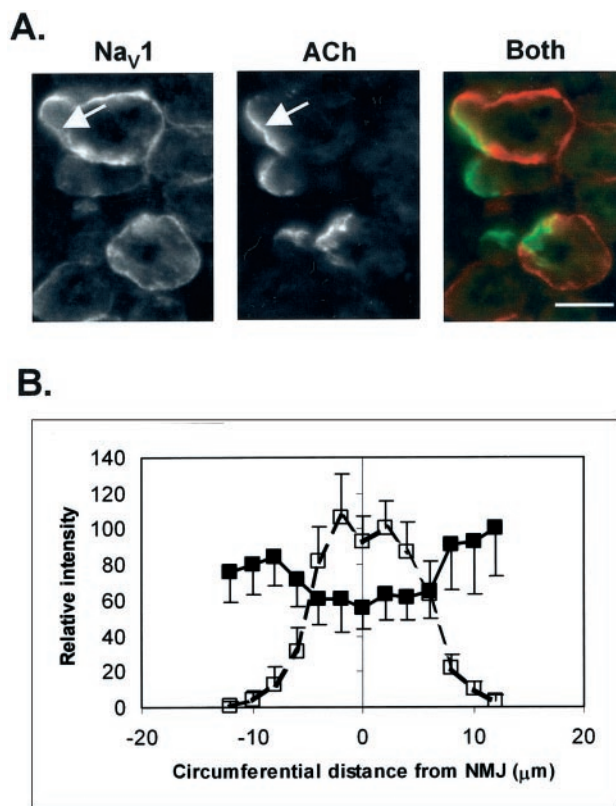 A.
Na_V1 ACh Both
B.
140
120
100
80
60
40
20
0
Relative intensity
-20 -10 0 10 20
Circumferential distance from NMJ (μm)